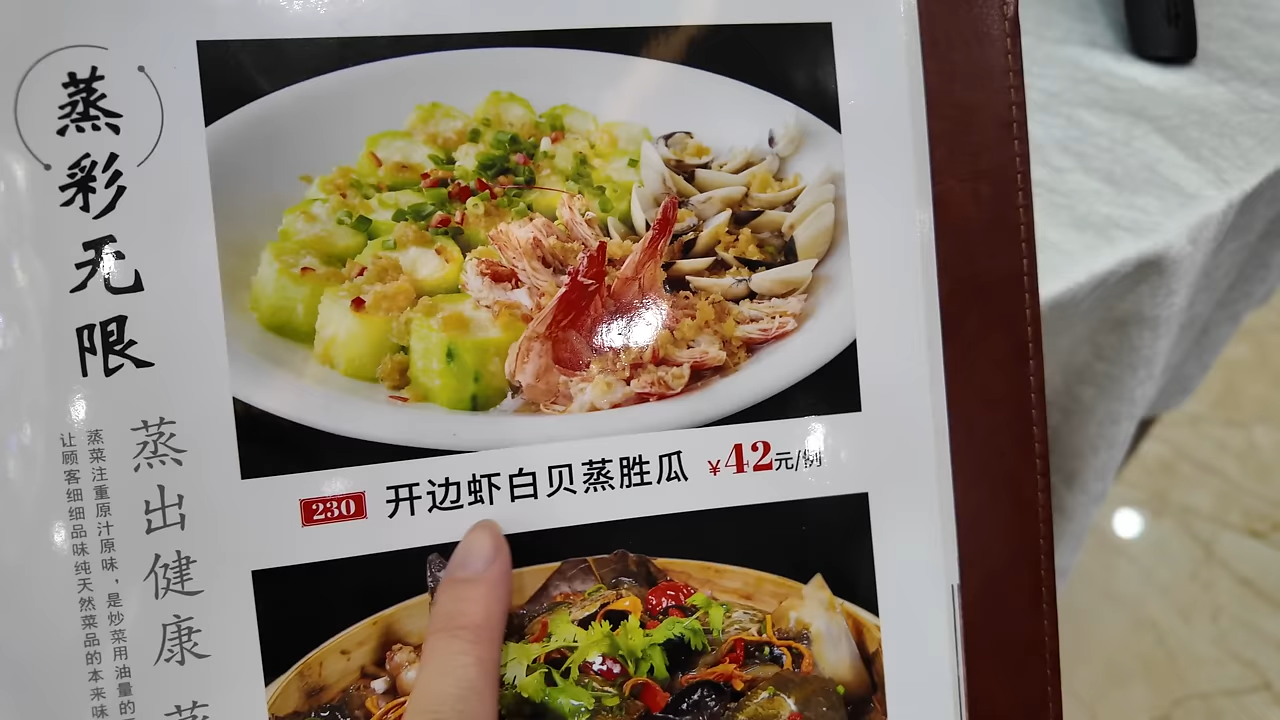 蒸彩无限
蒸出健康 蒸
蒸菜注重原汁原味，是炒菜用油量的
让顾客细细品味纯天然菜品的本来味
230 开边虾白贝蒸胜瓜 ¥42元/例